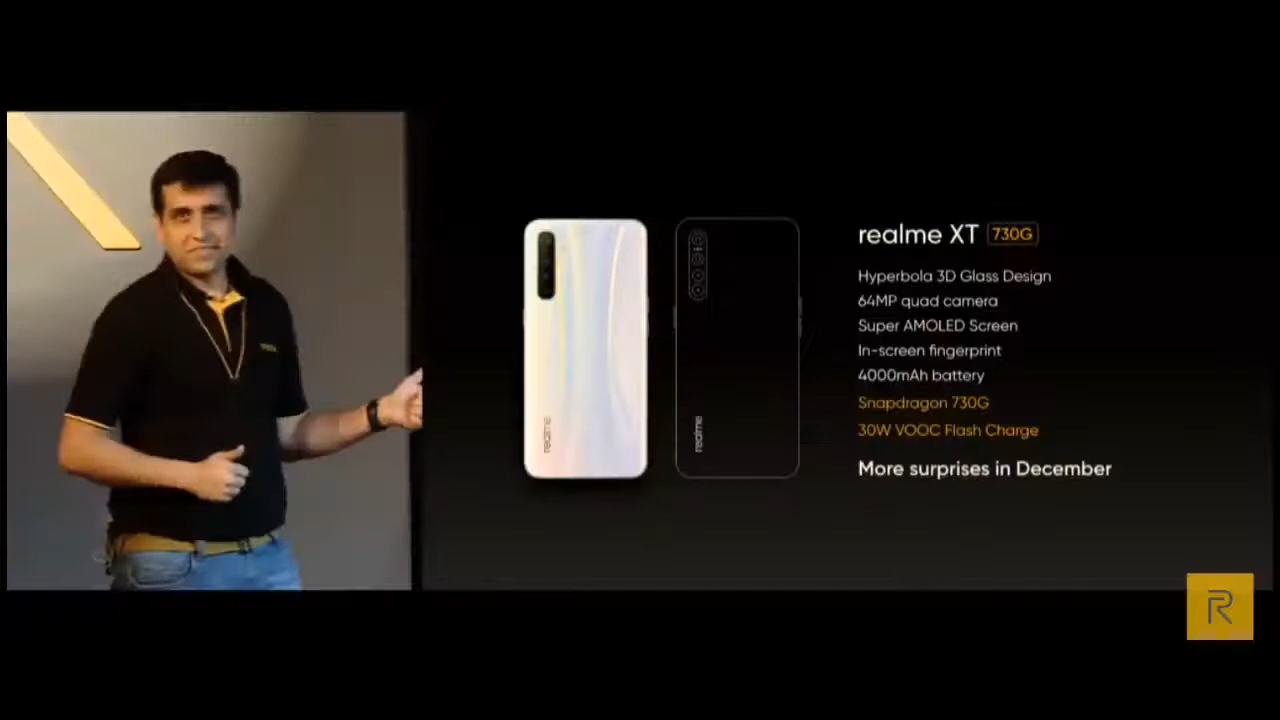 realme XT 730G
Hyperbola 3D Glass Design
64MP quad camera
Super AMOLED Screen
In-screen fingerprint
4000mAh battery
Snapdragon 730G
30W VOOC Flash Charge
More surprises in December
realme
realme
R